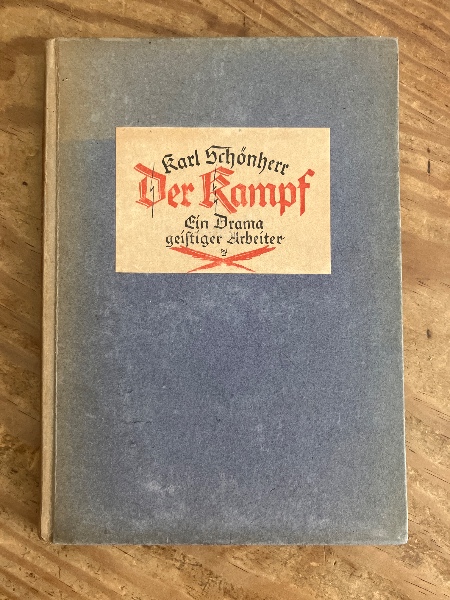 Karl Schönherr
Der Kampf
Ein Drama
geistiger Arbeiter